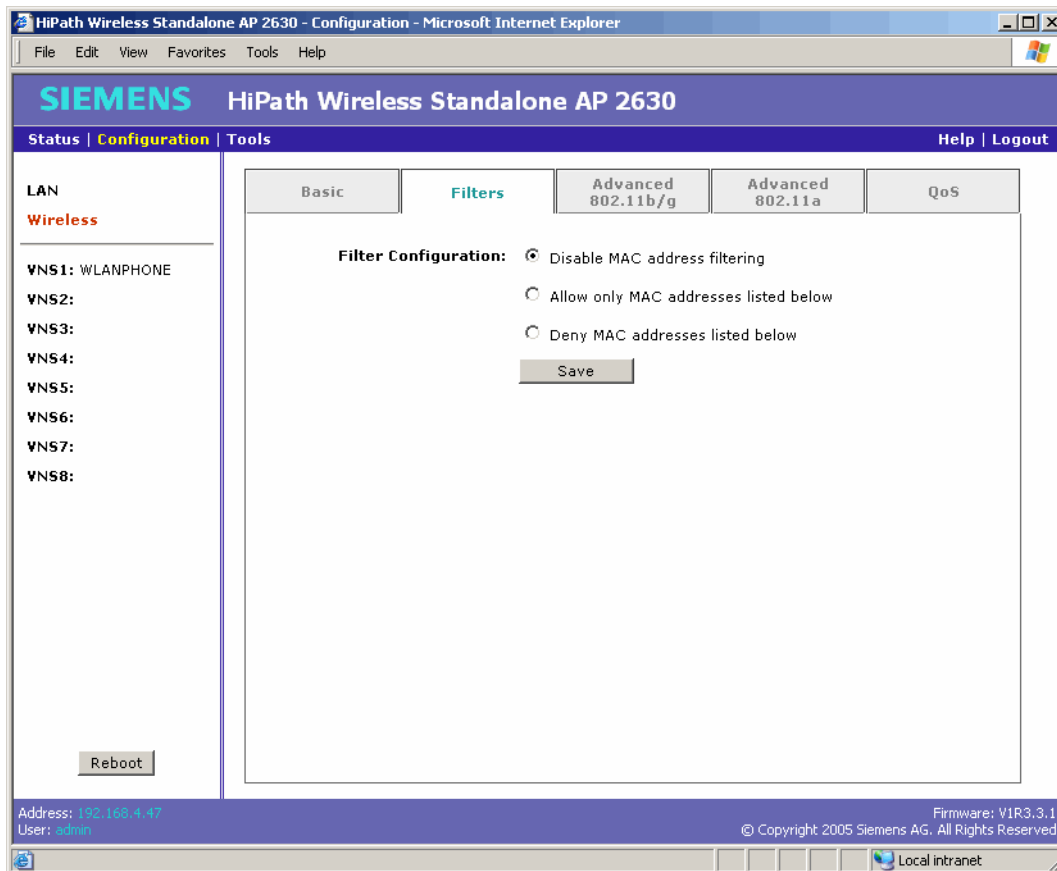 HiPath Wireless Standalone AP 2630 - Configuration - Microsoft Internet Explorer
File Edit View Favorites Tools Help
SIEMENS HiPath Wireless Standalone AP 2630
Status | Configuration | Tools Help | Logout
LAN
Wireless
VNS1: WLANPHONE
VNS2:
VNS3:
VNS4:
VNS5:
VNS6:
VNS7:
VNS8:
Reboot
Basic
Filters
Advanced
802.11b/g
Advanced
802.11a
QoS
Filter Configuration: Disable MAC address filtering
Allow only MAC addresses listed below
Deny MAC addresses listed below
Save
Address: 192.168.4.47
User: admin
Firmware: V1R3.3.1
© Copyright 2005 Siemens AG. All Rights Reserved
Local intranet